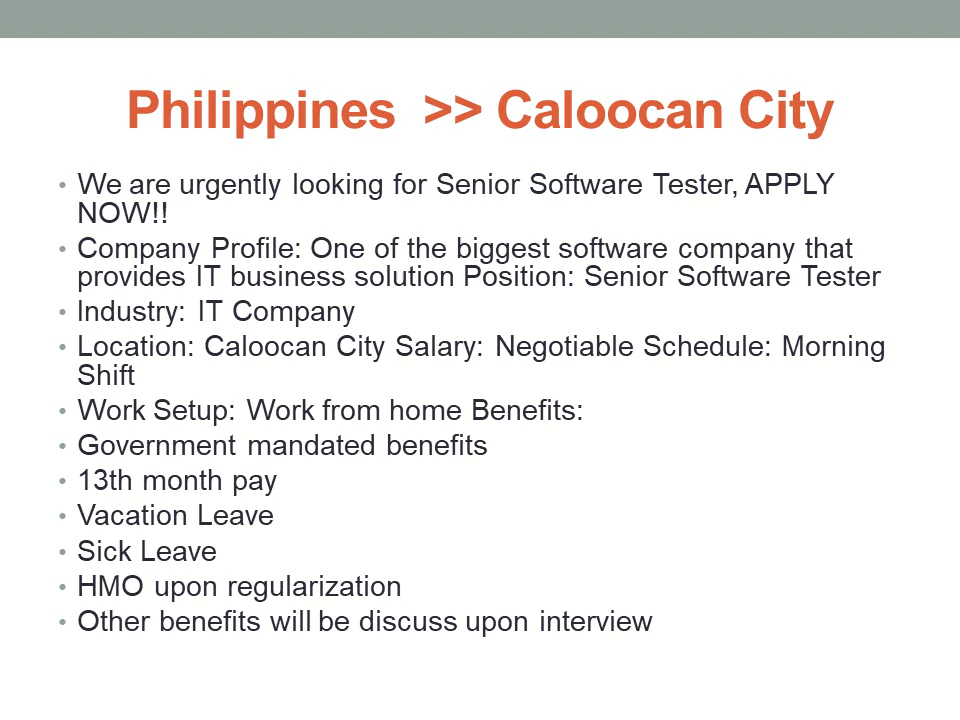 Philippines >> Caloocan City
• We are urgently looking for Senior Software Tester, APPLY
NOW!!
• Company Profile: One of the biggest software company that
provides IT business solution Position: Senior Software Tester
• Industry: IT Company
• Location: Caloocan City Salary: Negotiable Schedule: Morning
Shift
• Work Setup: Work from home Benefits:
• Government mandated benefits
• 13th month pay
• Vacation Leave
• Sick Leave
• HMO upon regularization
• Other benefits will be discuss upon interview